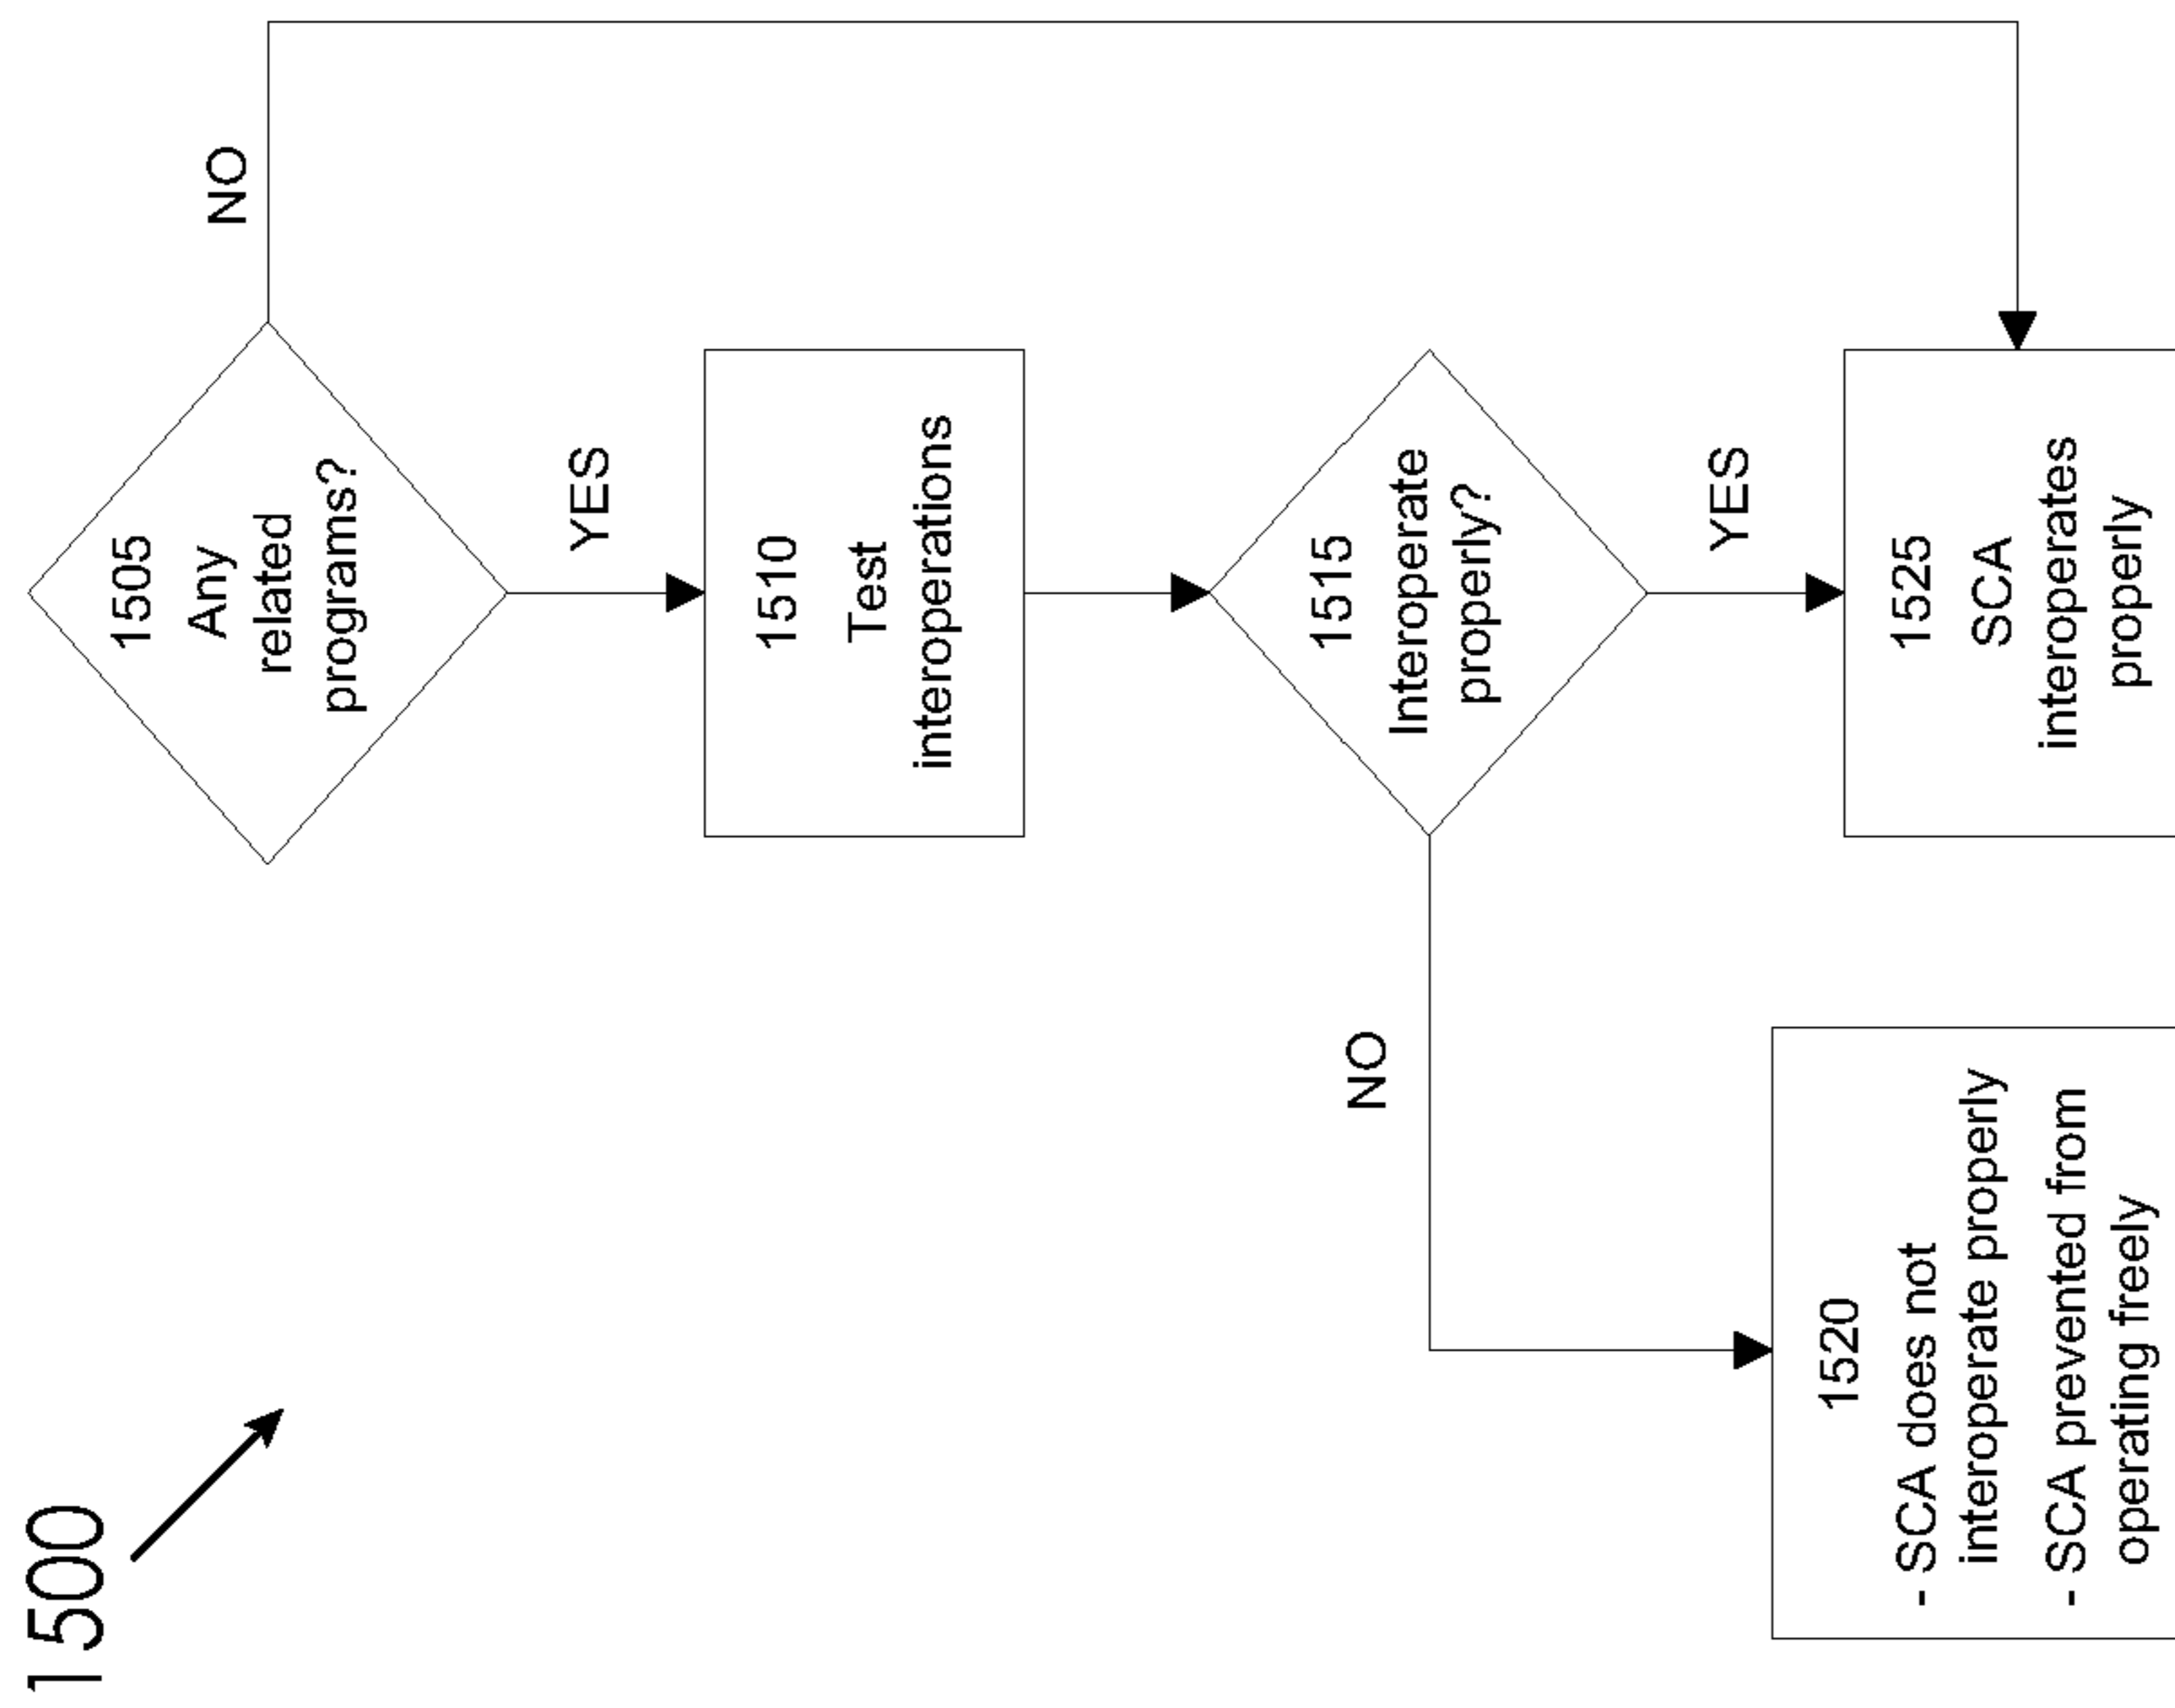 1500
1505
Any
related
programs?
NO
YES
1510
Test
interoperations
1515
Interoperate
properly?
NO
YES
1520
- SCA does not
interoperate properly
- SCA prevented from
operating freely
1525
SCA
interoperates
properly